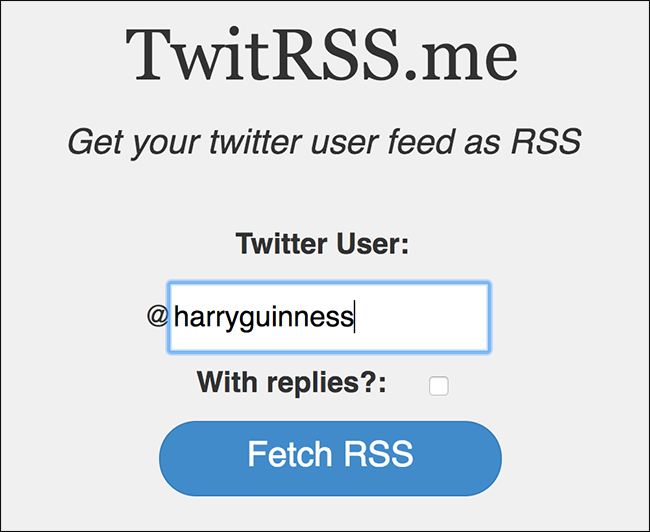 TwitRSS.me
Get your twitter user feed as RSS
Twitter User:
@harryguinness
With replies?:
Fetch RSS